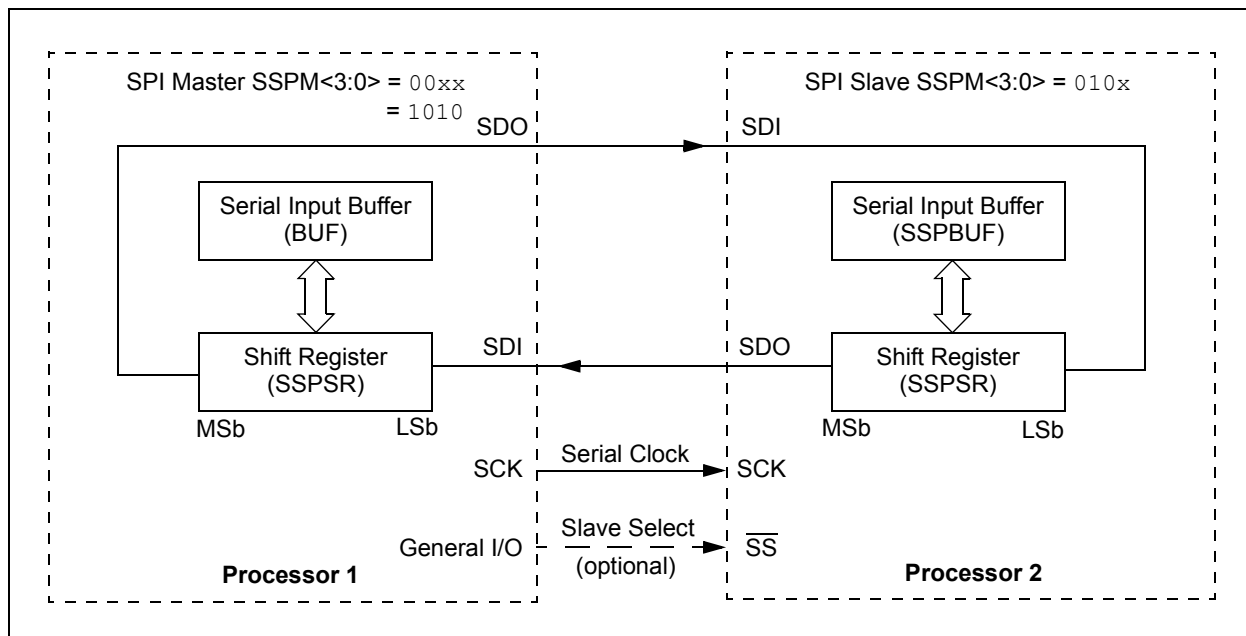 SPI Master SSPM<3:0> = 00xx
= 1010
SDO
Serial Input Buffer
(BUF)
Shift Register
(SSPSR)
MSb
LSb
SDI
SCK
General I/O
Processor 1
Serial Clock
Slave Select
(optional)
SPI Slave SSPM<3:0> = 010x
SDI
Serial Input Buffer
(SSPBUF)
SDO
Shift Register
(SSPSR)
MSb
LSb
SCK
S̅S̅
Processor 2